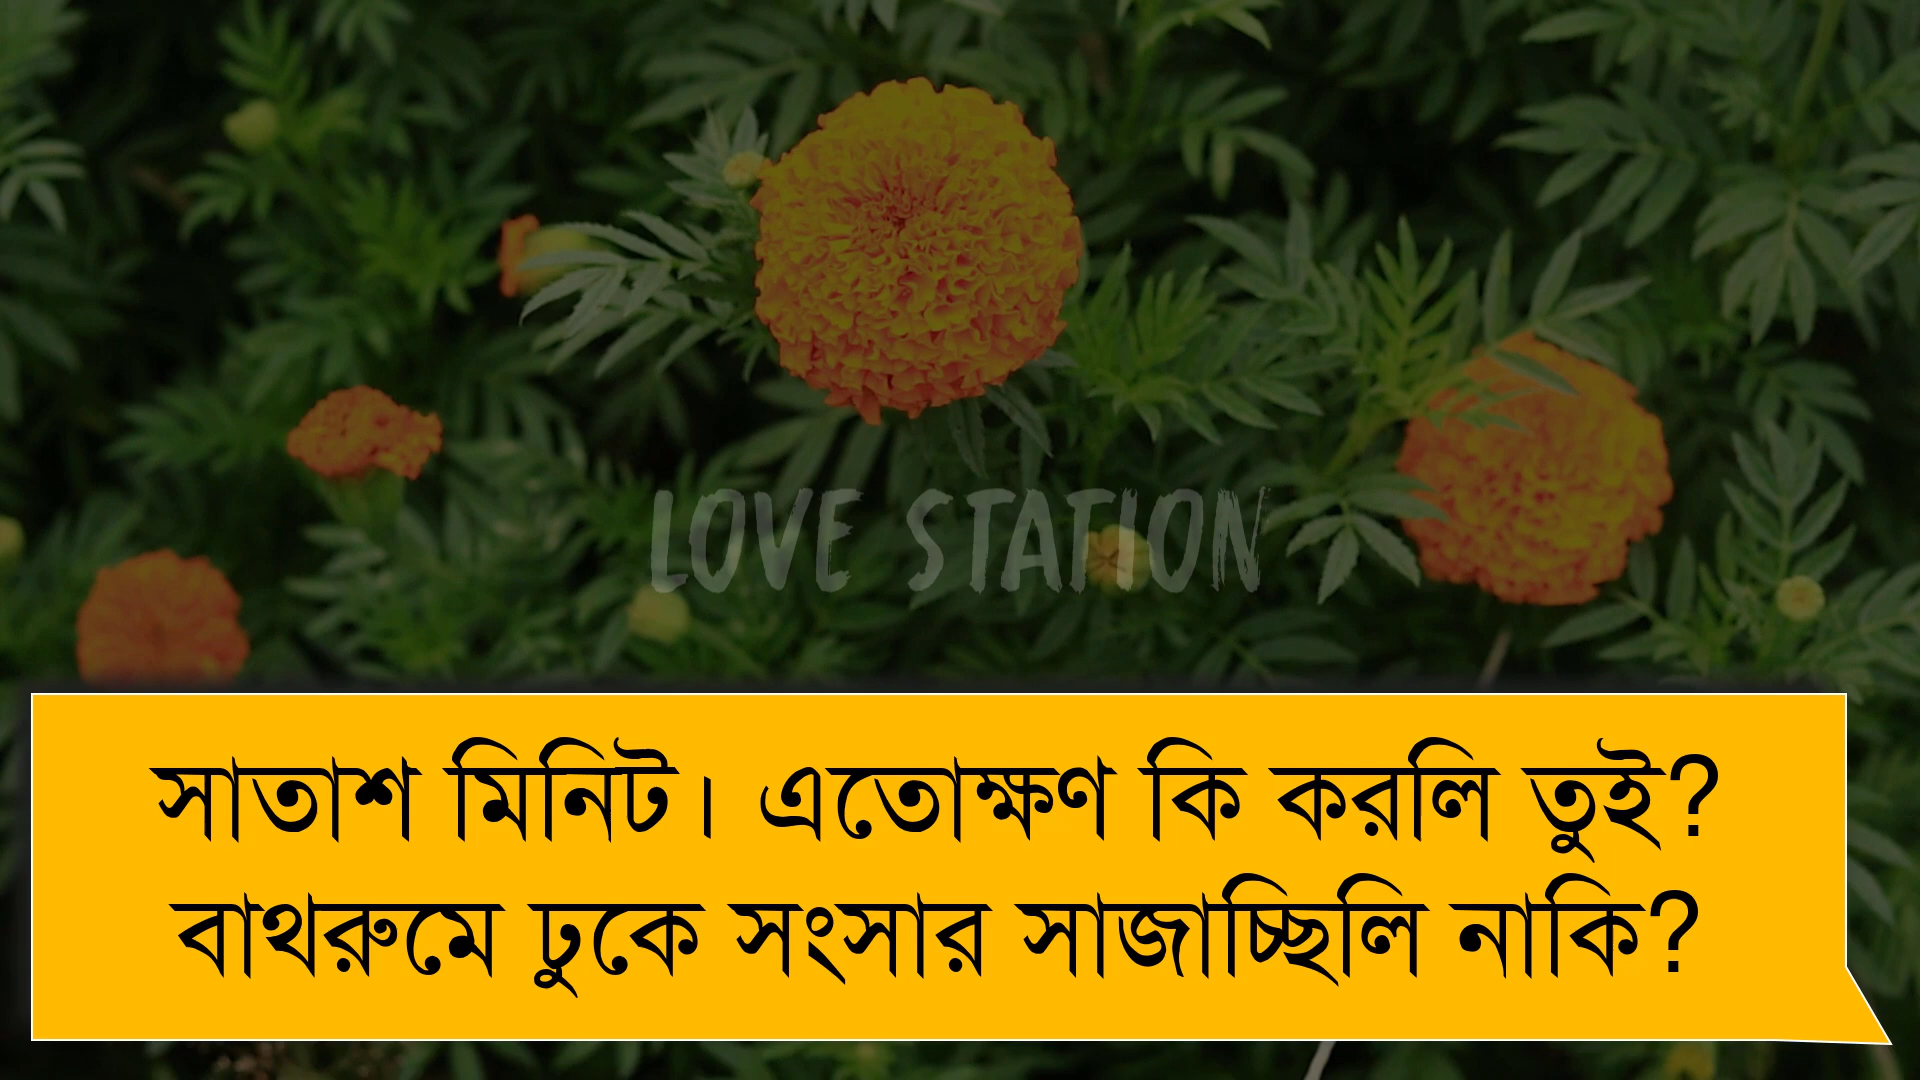 LOVE STATION
সাতাশ মিনিট। এতোক্ষণ কি করলি তুই?
বাথরুমে ঢুকে সংসার সাজাচ্ছিলি নাকি?